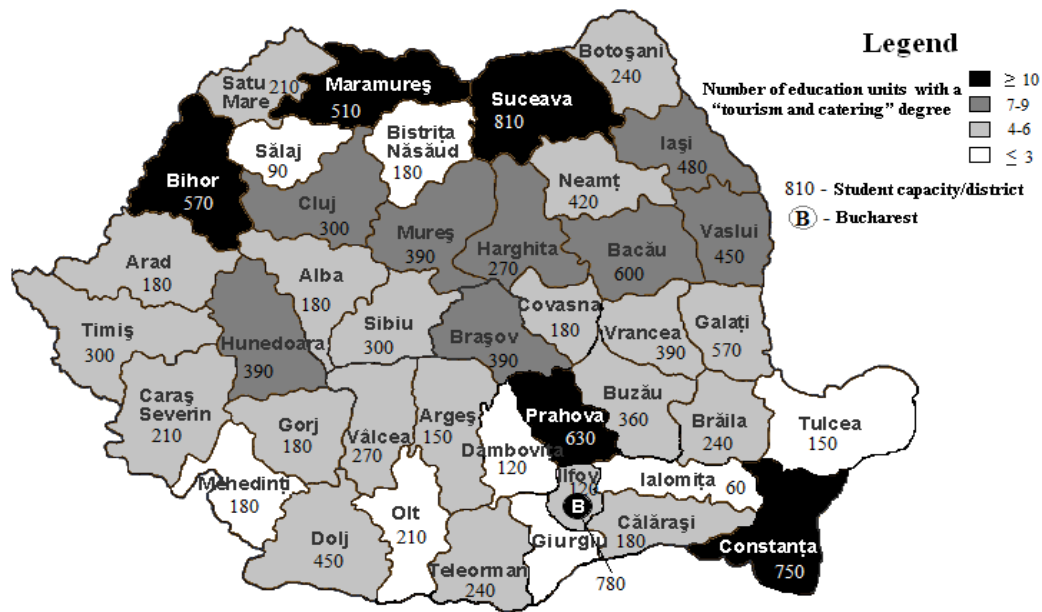 Legend
Number of education units with a
“tourism and catering” degree
≥ 10
7-9
4-6
≤ 3
810 - Student capacity/district
B - Bucharest
Botoşani
240
Satu
Mare
210
Maramureş
510
Suceava
810
Bistriţa
Năsăud
180
Sălaj
90
Iaşi
480
Bihor
570
Neamţ
420
Cluj
300
Mureş
390
Harghita
270
Bacău
600
Vaslui
450
Arad
180
Alba
180
Covasna
180
Timiş
300
Hunedoara
390
Sibiu
300
Braşov
390
Vrancea
390
Galaţi
570
Caraş
Severin
210
Gorj
180
Vâlcea
270
Argeş
150
Prahova
630
Buzău
360
Brăila
240
Tulcea
150
Dâmboviţa
120
Mehedinţi
180
Ilfov
120
Ialomiţa 60
B
Olt
210
Dolj
450
Călăraşi
180
Giurgiu
Constanţa
750
Teleorman
240
780